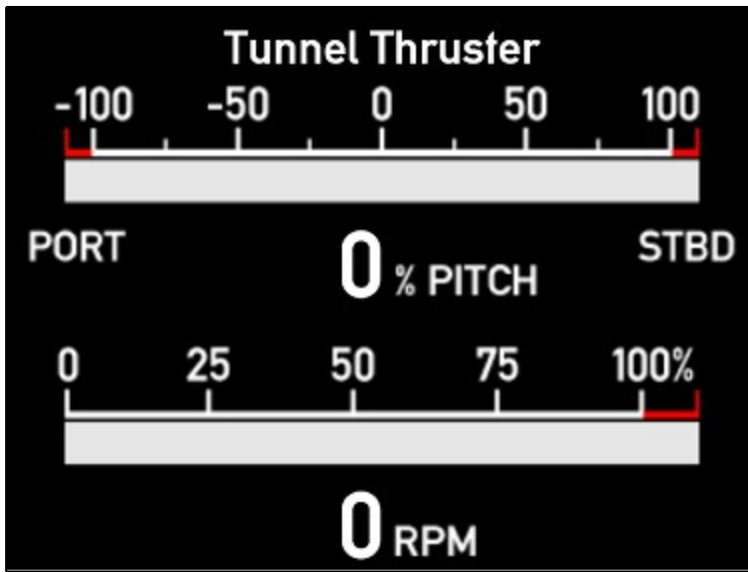 Tunnel Thruster
-100 -50 0 50 100
PORT 0 % PITCH STBD
0 25 50 75 100%
0 RPM